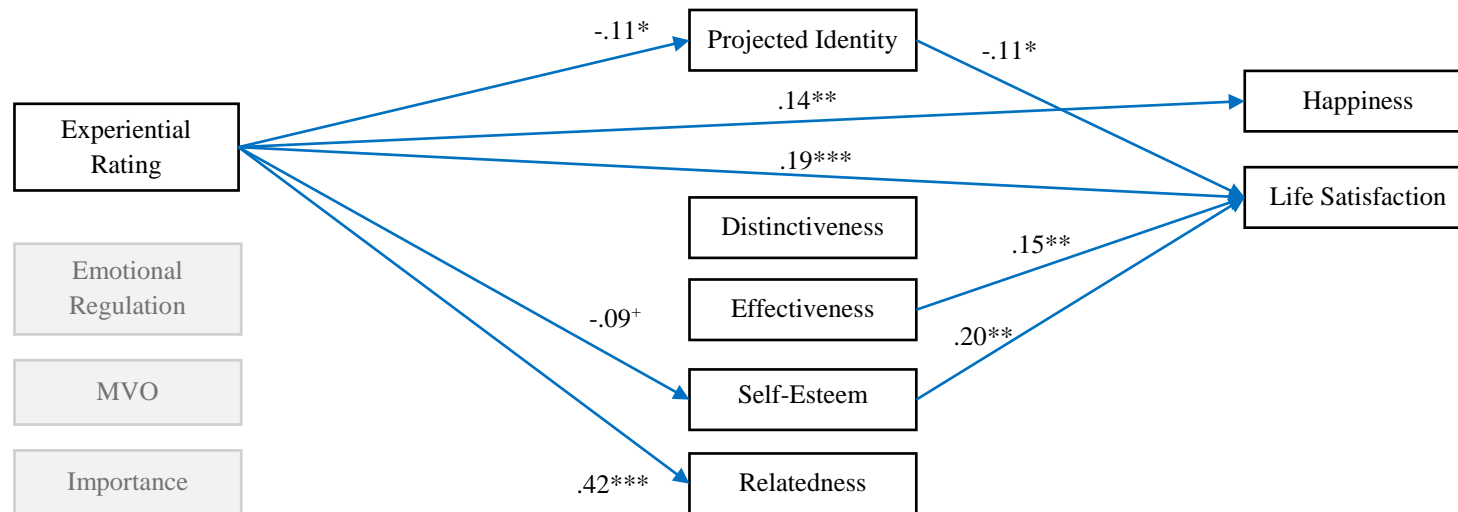 -.11*
Projected Identity
-.11*
.14**
Happiness
Experiential
Rating
.19***
Life Satisfaction
Distinctiveness
.15**
Emotional
Regulation
Effectiveness
-.09+
.20**
MVO
Self-Esteem
Importance
.42***
Relatedness